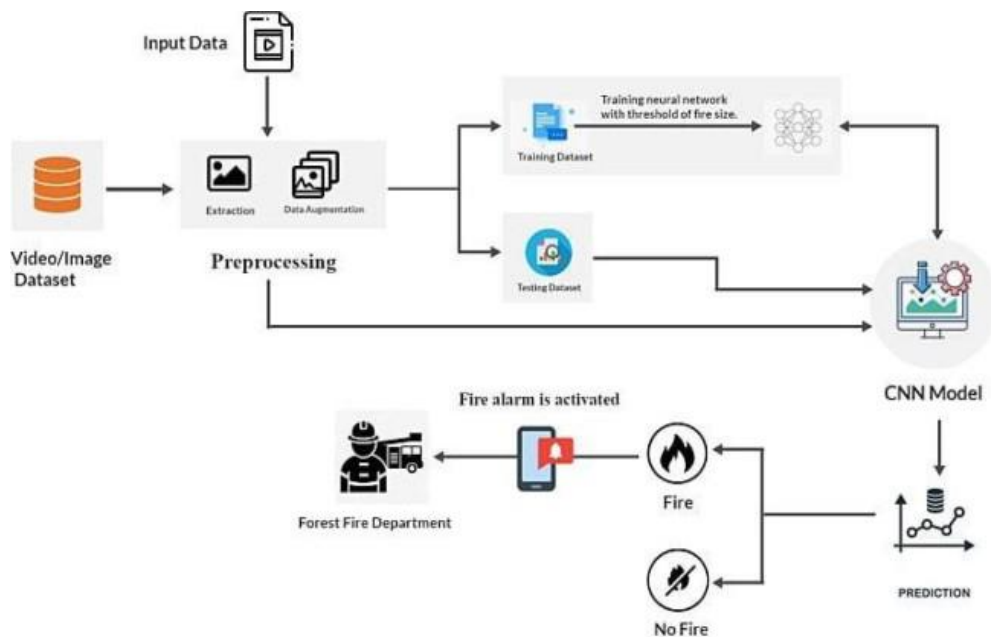 Input Data
Training neural network
with threshold of fire size.
Training Dataset
Extraction
Data Augmentation
Video/Image
Dataset
Preprocessing
Testing Dataset
CNN Model
Fire alarm is activated
Fire
Forest Fire Department
PREDICTION
No Fire